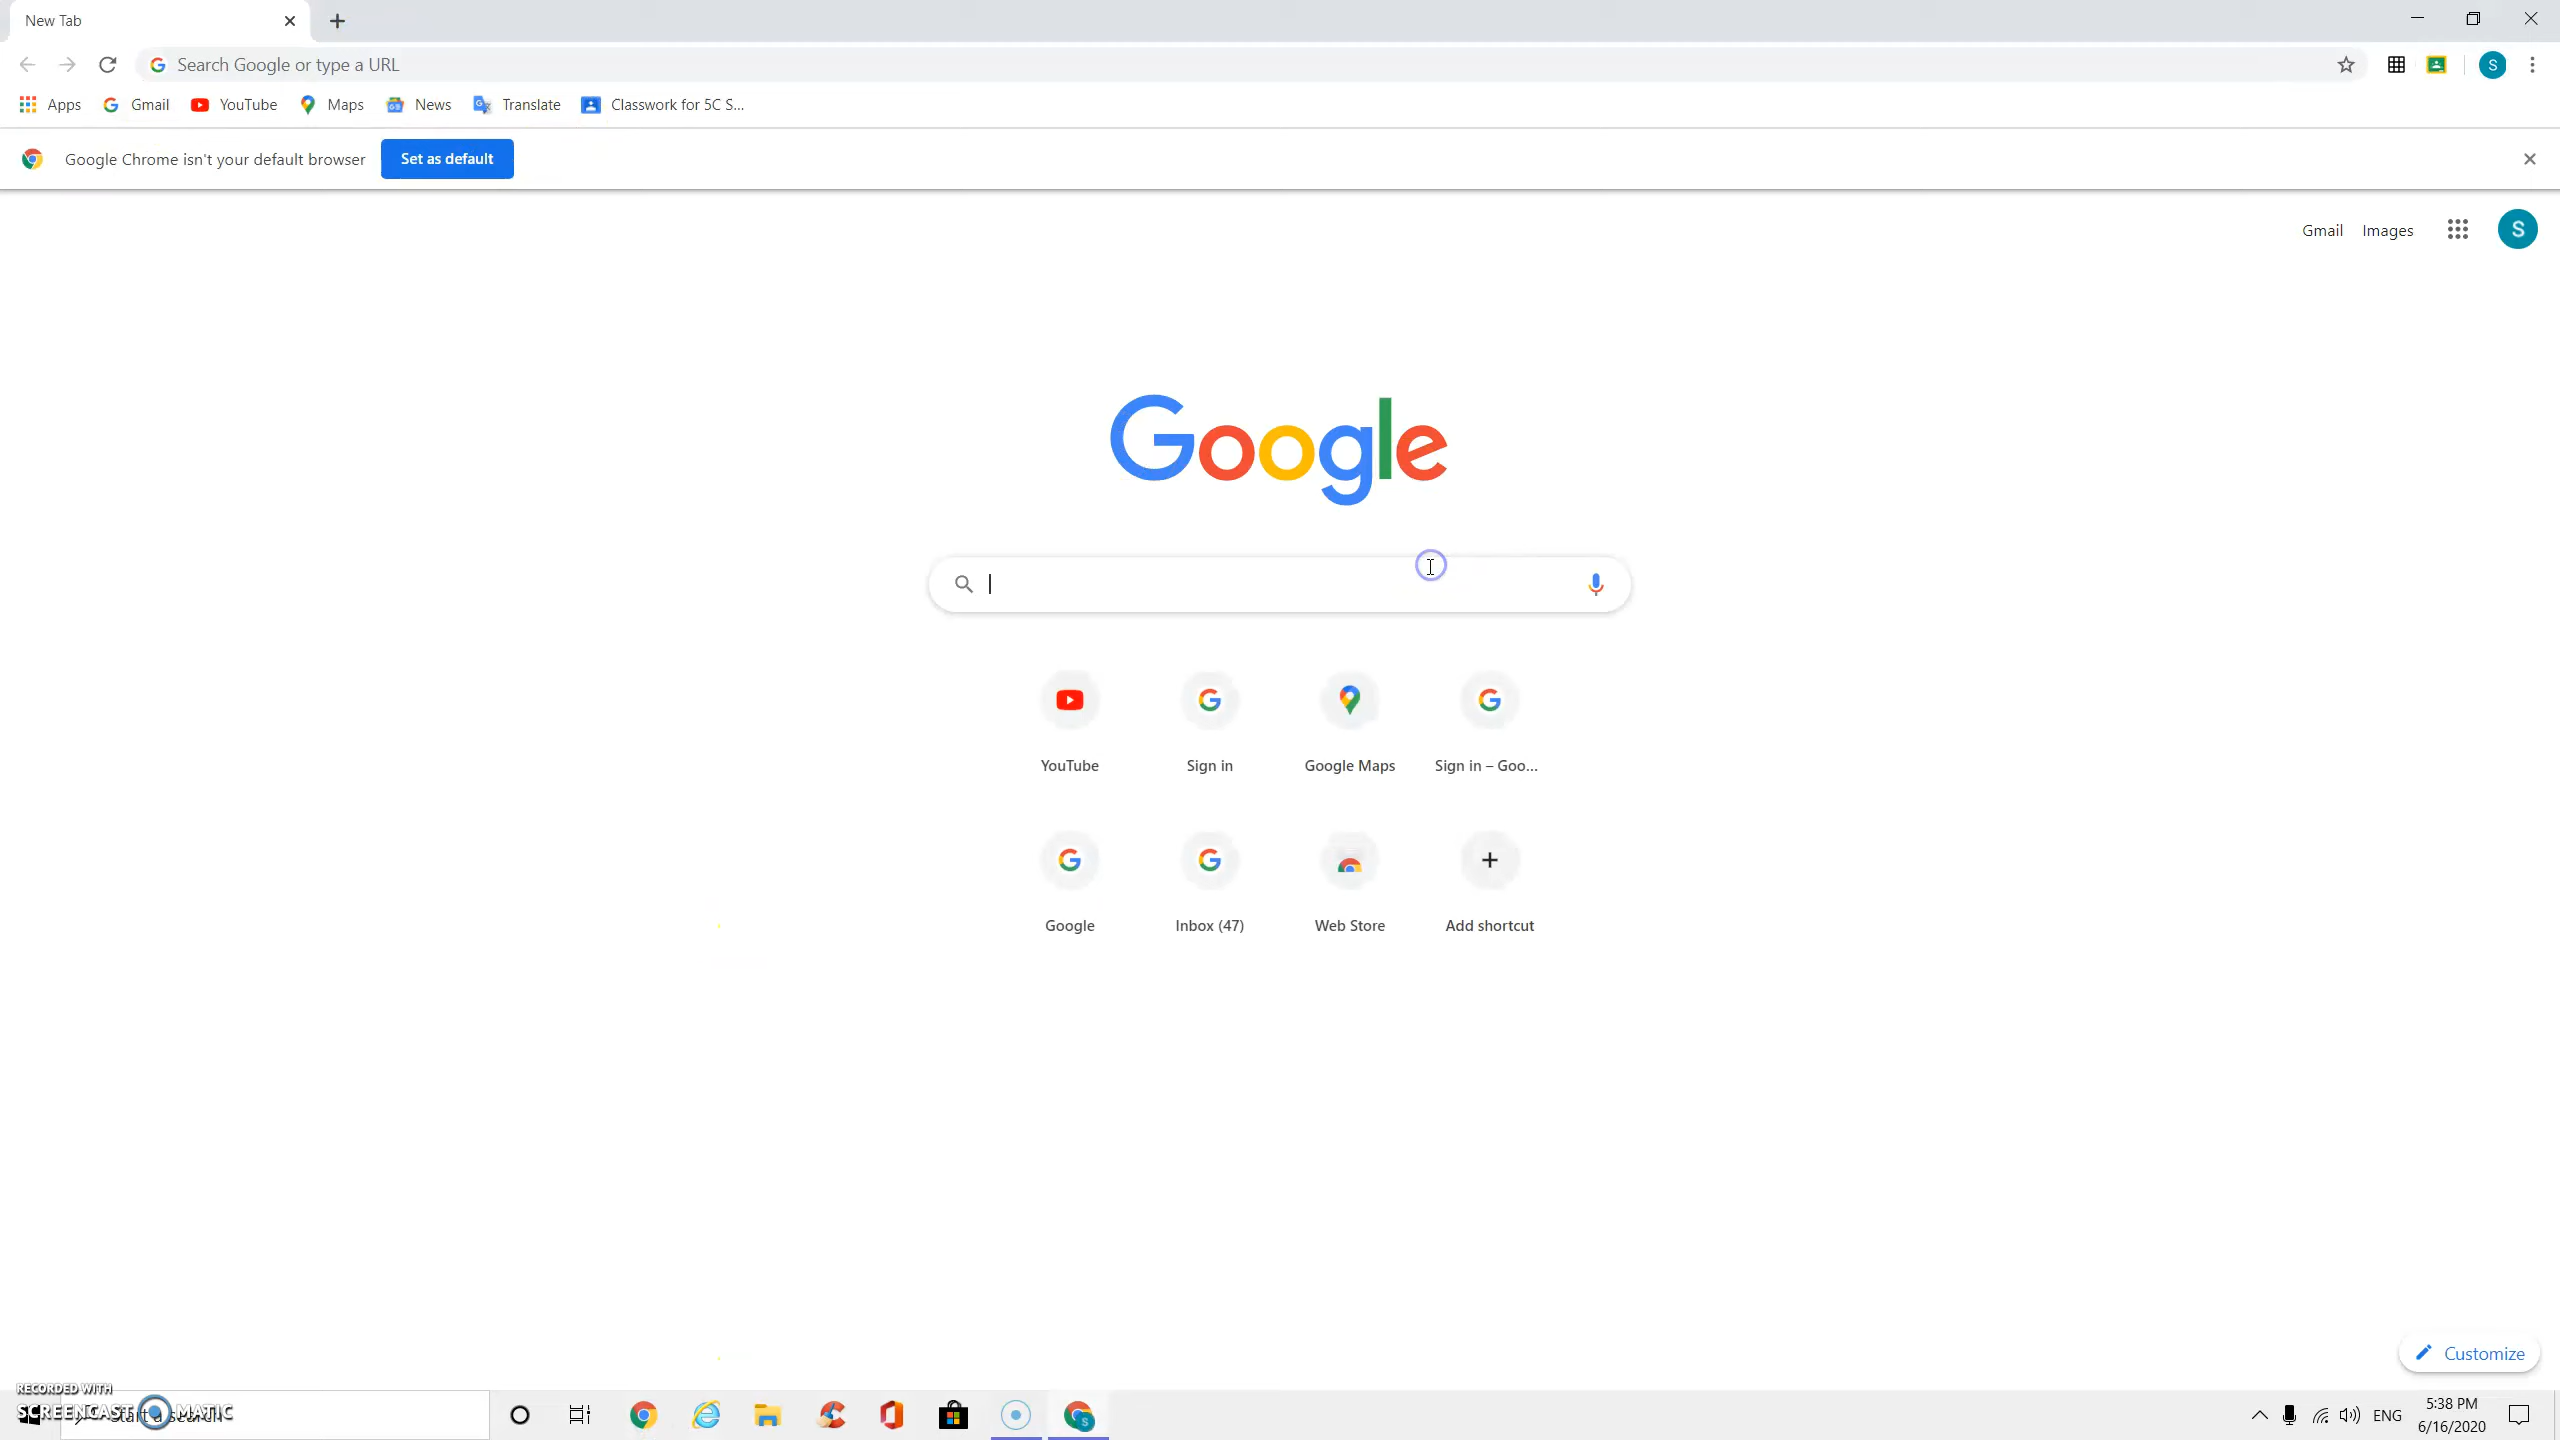 New Tab
Search Google or type a URL
S
Apps Gmail YouTube Maps News Translate Classwork for 5C S...
Google Chrome isn't your default browser Set as default
Gmail Images S
Google
YouTube Sign in Google Maps Sign in – Goo...
Google Inbox (47) Web Store Add shortcut
Customize
RECORDED WITH
SCREENCAST MATIC
Start a search
S
ENG
5:38 PM
6/16/2020